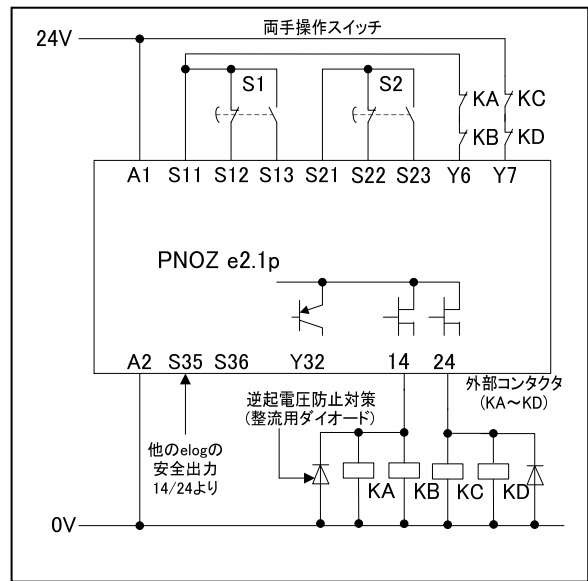 両手操作スイッチ
24V
S1
S2
KA
KC
KB
KD
A1 S11 S12 S13 S21 S22 S23 Y6 Y7
PNOZ e2.1p
A2 S35 S36 Y32 14 24
外部コンタクタ
(KA～KD)
逆起電圧防止対策
(整流用ダイオード)
他のelogの
安全出力
14/24より
KA
KB
KC
KD
0V